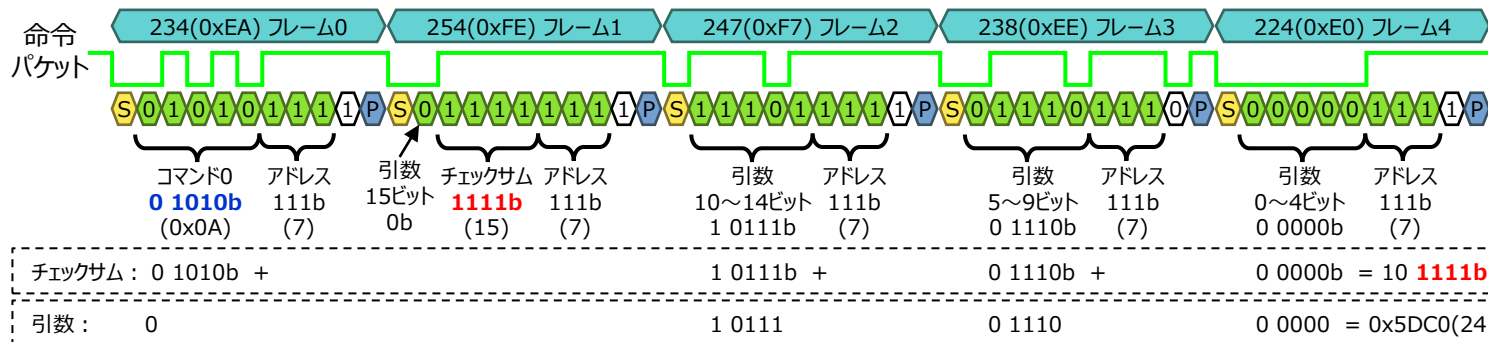 234(0xEA) フレーム0 254(0xFE) フレーム1 247(0xF7) フレーム2 238(0xEE) フレーム3 224(0xE0) フレーム4
命令
パケット
S 0 1 0 1 0 1 1 1 1 P S 0 1 1 1 1 1 1 1 1 P S 1 1 1 0 1 1 1 1 1 P S 0 1 1 1 0 1 1 1 0 P S 0 0 0 0 0 1 1 1 1 P
コマンド0 アドレス 引数 チェックサム アドレス 引数 アドレス 引数 アドレス 引数 アドレス
0 1010b 111b 15ビット 1111b 111b 10～14ビット 111b 5～9ビット 111b 0～4ビット 111b
(0x0A) (7) 0b (15) (7) 1 0111b (7) 0 1110b (7) 0 0000b (7)
チェックサム : 0 1010b + 1 0111b + 0 1110b + 0 0000b = 10 1111b
引数 : 0 1 0111 0 1110 0 0000 = 0x5DC0(24